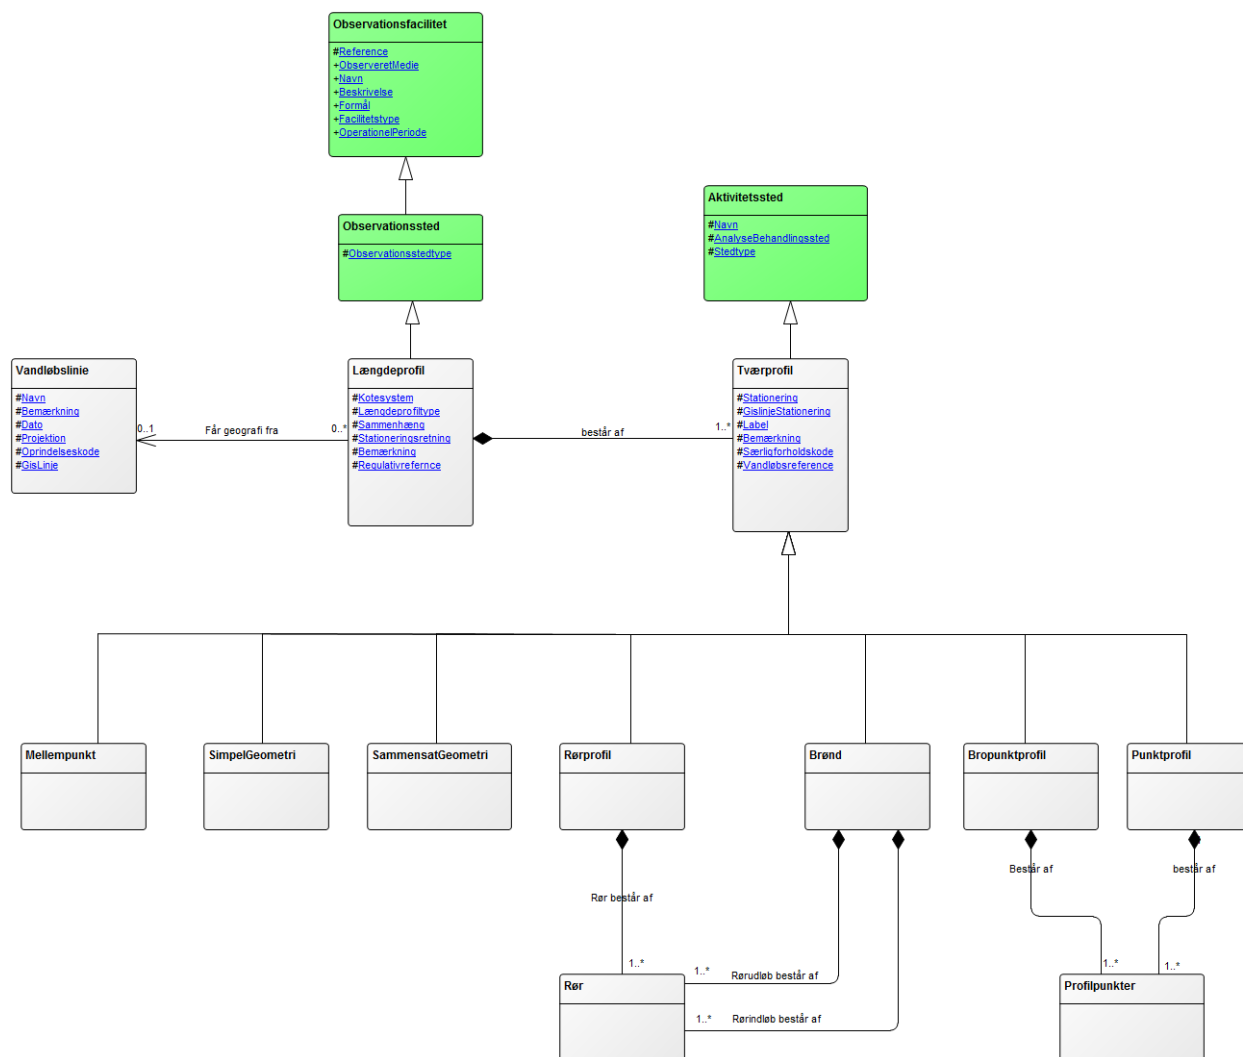 Observationsfacilitet
#Reference
+ObserveretMedie
+Navn
+Beskrivelse
+Formål
+Facilitetstype
+OperationelPeriode
Aktivitetssted
#Navn
#AnalyseBehandlingssted
#Stedtype
Observationssted
#Observationsstedtype
Vandløbslinie
#Navn
#Bemærkning
#Dato
#Projektion
#Oprindelseskode
#GisLinje
0..1
Får geografi fra
0..*
Længdeprofil
#Kotesystem
#Længdeprofiltype
#Sammenhæng
#Stationeringsretning
#Bemærkning
#Regulativrefernce
består af
1..*
Tværprofil
#Stationering
#GislinjeStationering
#Label
#Bemærkning
#Særligforholdskode
#Vandløbsreference
Mellempunkt
SimpelGeometri
SammensatGeometri
Rørprofil
Brønd
Bropunktprofil
Punktprofil
Rør består af
Består af
består af
1..*
1..*
Rørudløb består af
1..*
Rørindløb består af
1..*
1..*
Rør
Profilpunkter